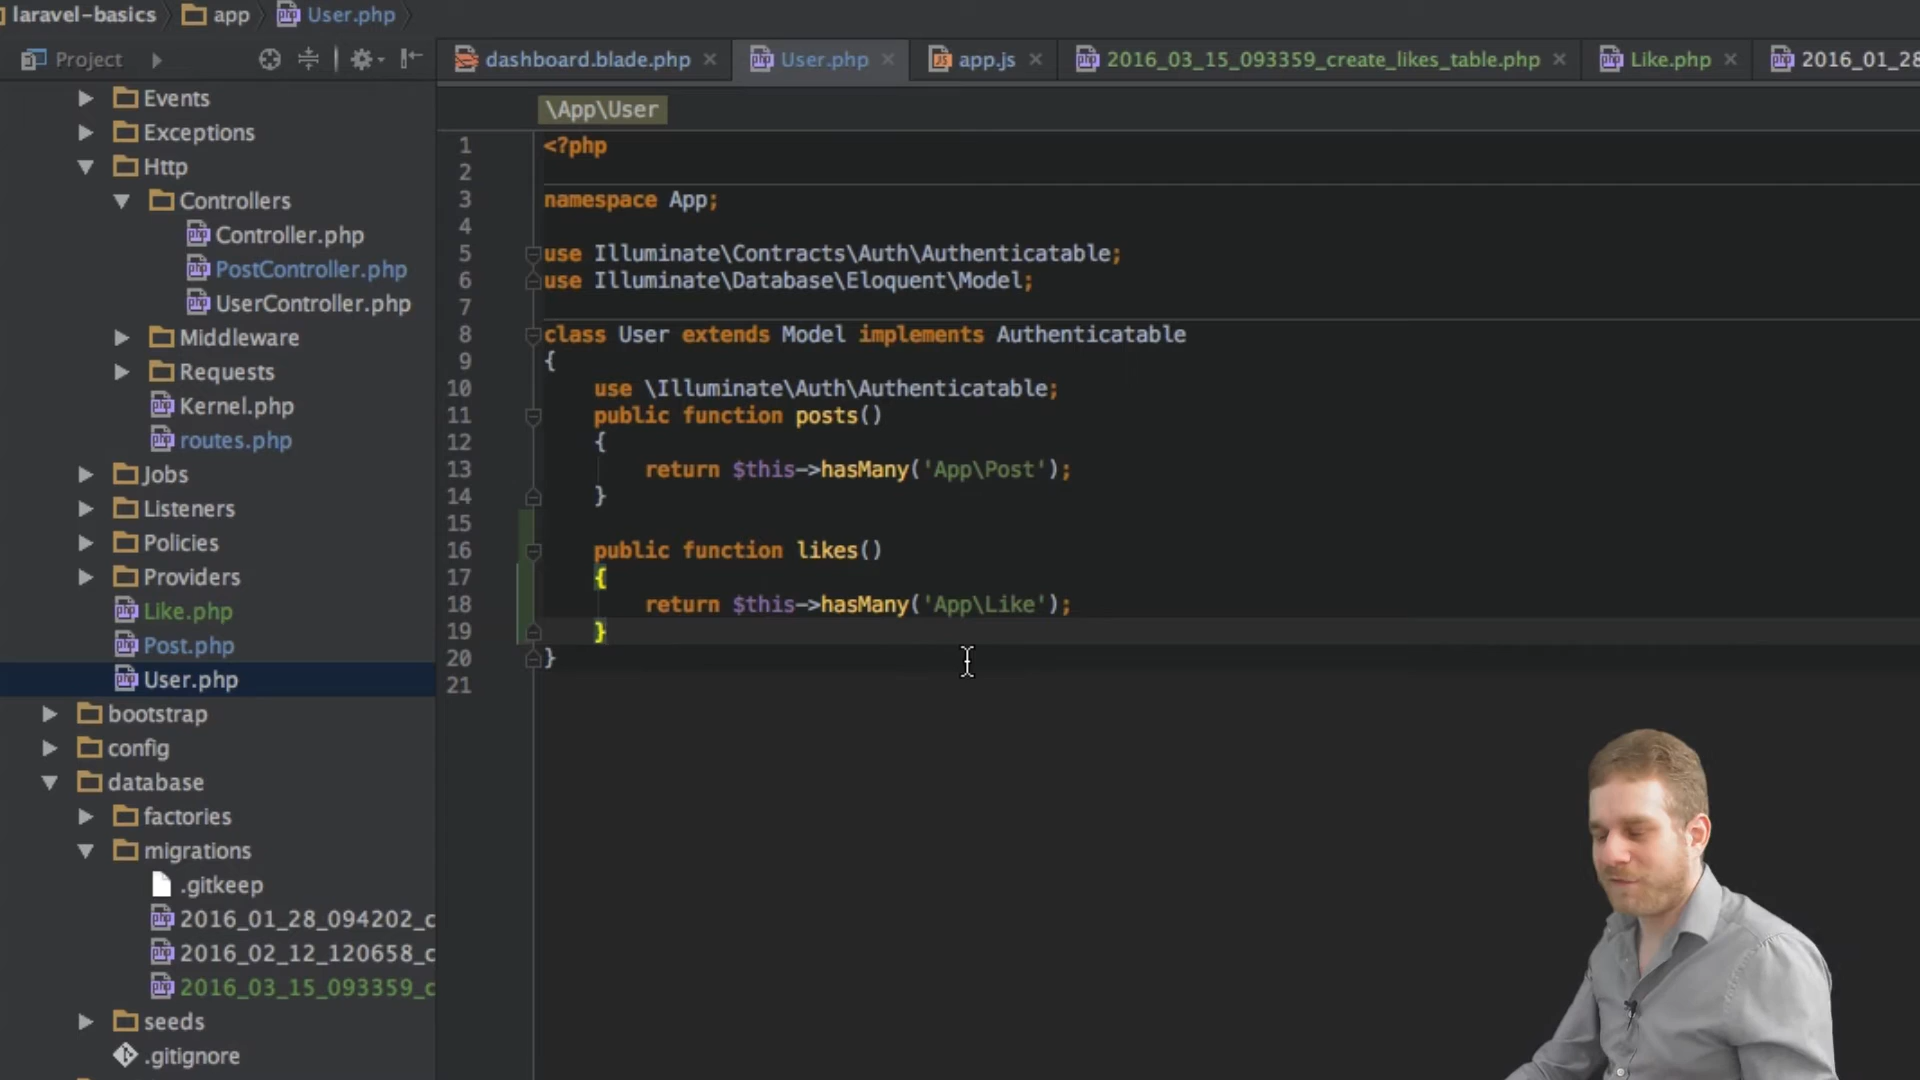 laravel-basics app User.php
Project
dashboard.blade.php User.php app.js 2016_03_15_093359_create_likes_table.php Like.php 2016_01_28
Events
Exceptions
Http
Controllers
Controller.php
PostController.php
UserController.php
Middleware
Requests
Kernel.php
routes.php
Jobs
Listeners
Policies
Providers
Like.php
Post.php
User.php
bootstrap
config
database
factories
migrations
.gitkeep
2016_01_28_094202_c
2016_02_12_120658_c
2016_03_15_093359_c
seeds
.gitignore
\App\User
1 <?php
2
3 namespace App;
4
5 use Illuminate\Contracts\Auth\Authenticatable;
6 use Illuminate\Database\Eloquent\Model;
7
8 class User extends Model implements Authenticatable
9 {
10 use \Illuminate\Auth\Authenticatable;
11 public function posts()
12 {
13 return $this->hasMany('App\Post');
14 }
15
16 public function likes()
17 {
18 return $this->hasMany('App\Like');
19 }
20 }
21